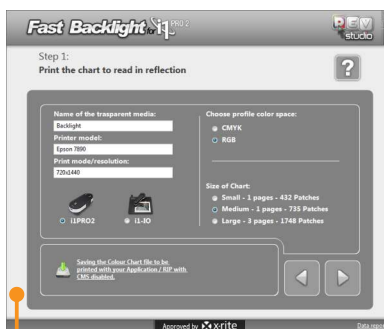 Fast Backlight for i1 PRO 2
REV studio
Step 1:
Print the chart to read in reflection
?
Name of the trasparent media:
Backlight
Printer model:
Epson 7890
Print mode/resolution:
720x1440
i1PRO2
i1-IO
Choose profile color space:
CMYK
RGB
Size of Chart:
Small - 1 pages - 432 Patches
Medium - 1 pages - 735 Patches
Large - 3 pages - 1748 Patches
Saving the Colour Chart file to be
printed with your Application / RIP with
CMS disabled.
Approved by x·rite
Data repor